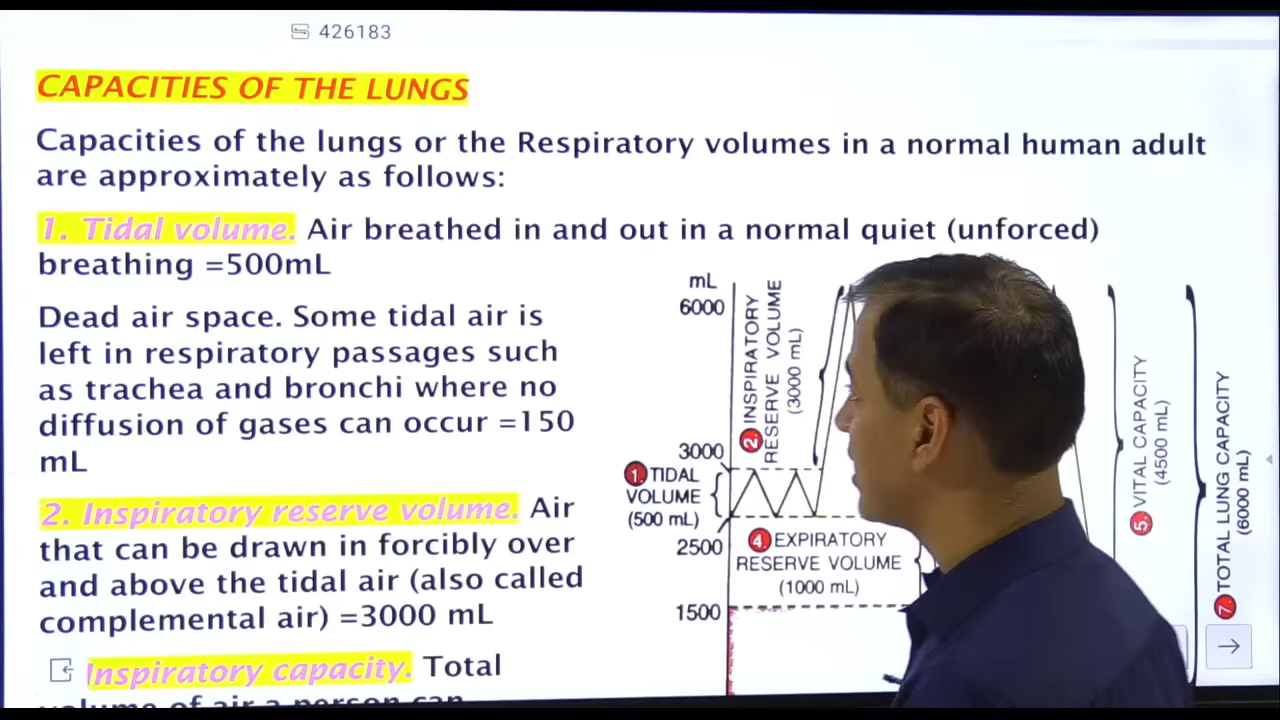 426183
CAPACITIES OF THE LUNGS
Capacities of the lungs or the Respiratory volumes in a normal human adult
are approximately as follows:
1. Tidal volume. Air breathed in and out in a normal quiet (unforced)
breathing =500mL
Dead air space. Some tidal air is
left in respiratory passages such
as trachea and bronchi where no
diffusion of gases can occur =150
mL
2. Inspiratory reserve volume. Air
that can be drawn in forcibly over
and above the tidal air (also called
complemental air) =3000 mL
Inspiratory capacity. Total
volume of air a person can
mL
6000
3000
2500
1500
2. INSPIRATORY
RESERVE VOLUME
(3000 mL)
1. TIDAL
VOLUME
(500 mL)
4. EXPIRATORY
RESERVE VOLUME
(1000 mL)
5. VITAL CAPACITY
(4500 mL)
7. TOTAL LUNG CAPACITY
(6000 mL)